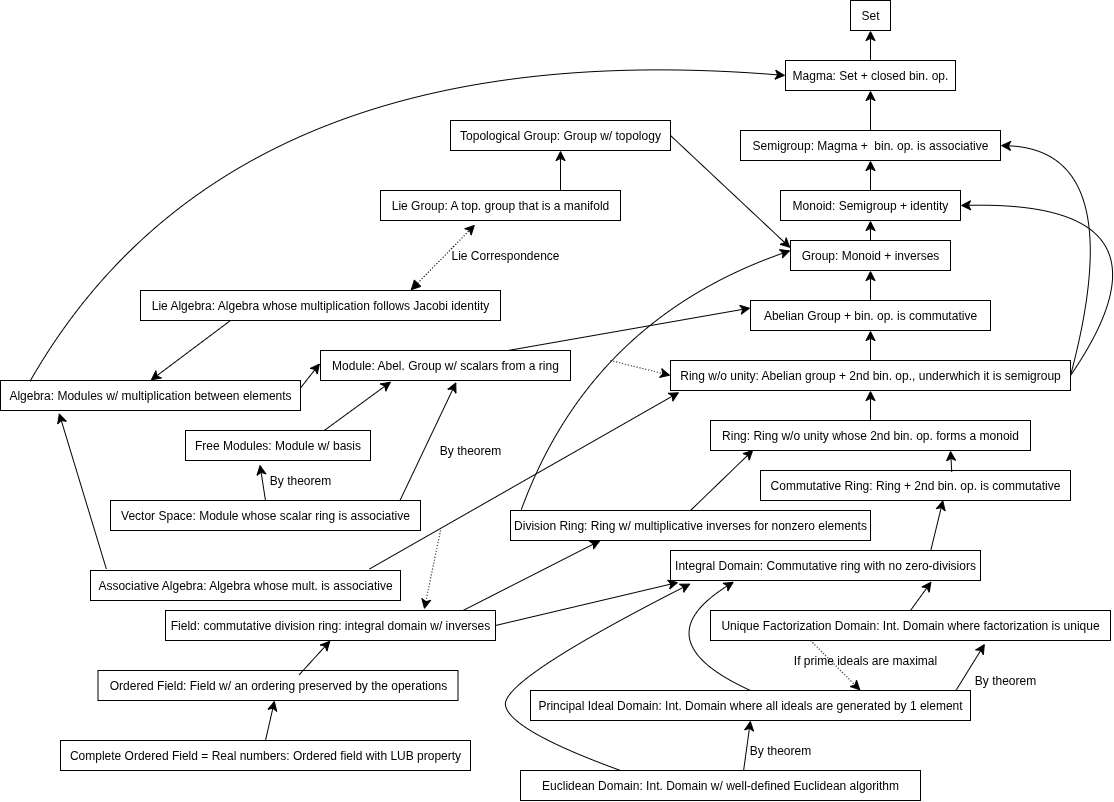 Set
Magma: Set + closed bin. op.
Topological Group: Group w/ topology
Semigroup: Magma + bin. op. is associative
Lie Group: A top. group that is a manifold
Monoid: Semigroup + identity
Lie Correspondence
Group: Monoid + inverses
Lie Algebra: Algebra whose multiplication follows Jacobi identity
Abelian Group + bin. op. is commutative
Module: Abel. Group w/ scalars from a ring
Ring w/o unity: Abelian group + 2nd bin. op., underwhich it is semigroup
Algebra: Modules w/ multiplication between elements
Free Modules: Module w/ basis
By theorem
Ring: Ring w/o unity whose 2nd bin. op. forms a monoid
By theorem
Commutative Ring: Ring + 2nd bin. op. is commutative
Vector Space: Module whose scalar ring is associative
Division Ring: Ring w/ multiplicative inverses for nonzero elements
Integral Domain: Commutative ring with no zero-divisiors
Associative Algebra: Algebra whose mult. is associative
Field: commutative division ring: integral domain w/ inverses
Unique Factorization Domain: Int. Domain where factorization is unique
If prime ideals are maximal
By theorem
Ordered Field: Field w/ an ordering preserved by the operations
Principal Ideal Domain: Int. Domain where all ideals are generated by 1 element
By theorem
Complete Ordered Field = Real numbers: Ordered field with LUB property
Euclidean Domain: Int. Domain w/ well-defined Euclidean algorithm